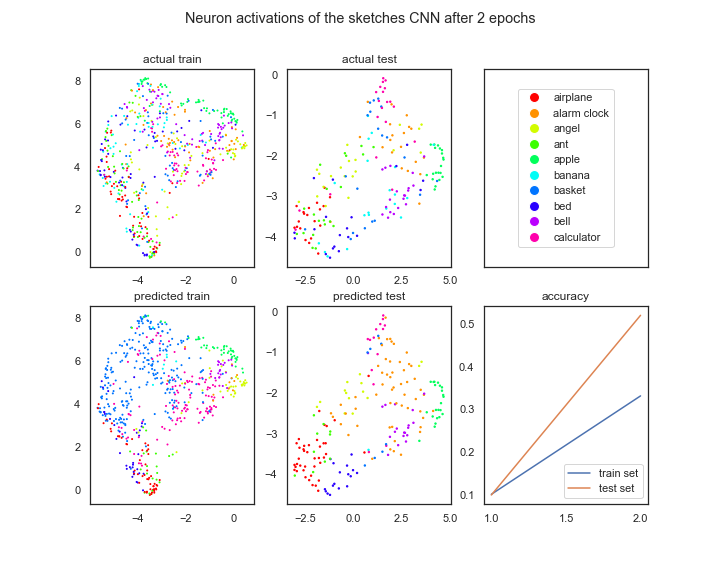 Neuron activations of the sketches CNN after 2 epochs
actual train
8
6
4
2
0
−4
−2
0
actual test
0
−1
−2
−3
−4
−2.5
0.0
2.5
5.0
airplane
alarm clock
angel
ant
apple
banana
basket
bed
bell
calculator
predicted train
8
6
4
2
0
−4
−2
0
predicted test
0
−1
−2
−3
−4
−2.5
0.0
2.5
5.0
accuracy
0.5
0.4
0.3
0.2
0.1
train set
test set
1.0
1.5
2.0